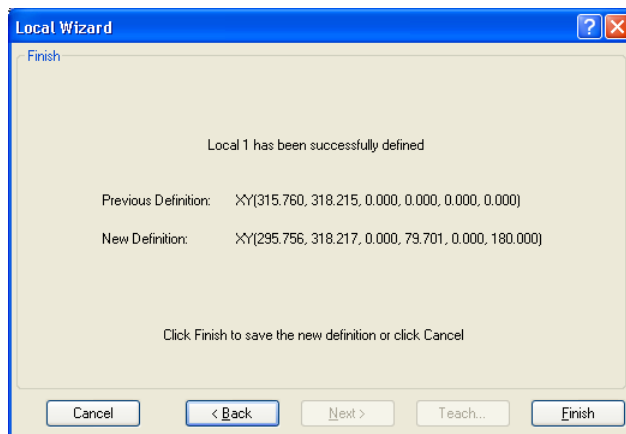 Local Wizard
Finish
Local 1 has been successfully defined
Previous Definition: XY(315.760, 318.215, 0.000, 0.000, 0.000, 0.000)
New Definition: XY(295.756, 318.217, 0.000, 79.701, 0.000, 180.000)
Click Finish to save the new definition or click Cancel
Cancel < Back Next > Teach... Finish